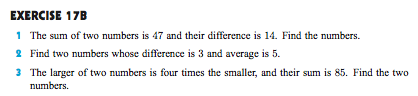 EXERCISE 17B
1 The sum of two numbers is 47 and their difference is 14. Find the numbers.
2 Find two numbers whose difference is 3 and average is 5.
3 The larger of two numbers is four times the smaller, and their sum is 85. Find the two
numbers.